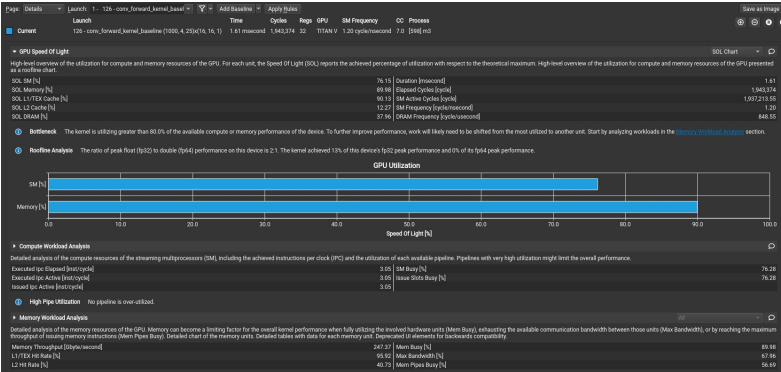 Page: Details Launch: 1 - 126 - conv_forward_kernel_basel Add Baseline Apply Rules Save as Image
Launch Time Cycles Regs GPU SM Frequency CC Process
Current 126 - conv_forward_kernel_baseline (1000, 4, 25)x(16, 16, 1) 1.61 msecond 1,943,374 32 TITAN V 1.20 cycle/nsecond 7.0 [598] m3
GPU Speed Of Light SOL Chart
High-level overview of the utilization for compute and memory resources of the GPU. For each unit, the Speed Of Light (SOL) reports the achieved percentage of utilization with respect to the theoretical maximum. High-level overview of the utilization for compute and memory resources of the GPU presented
as a roofline chart.
SOL SM [%] 76.15 Duration [msecond] 1.61
SOL Memory [%] 89.98 Elapsed Cycles [cycle] 1,943,374
SOL L1/TEX Cache [%] 90.13 SM Active Cycles [cycle] 1,937,213.55
SOL L2 Cache [%] 12.27 SM Frequency [cycle/nsecond] 1.20
SOL DRAM [%] 37.96 DRAM Frequency [cycle/usecond] 848.55
Bottleneck The kernel is utilizing greater than 80.0% of the available compute or memory performance of the device. To further improve performance, work will likely need to be shifted from the most utilized to another unit. Start by analyzing workloads in the Memory Workload Analysis section.
Roofline Analysis The ratio of peak float (fp32) to double (fp64) performance on this device is 2:1. The kernel achieved 13% of this device's fp32 peak performance and 0% of its fp64 peak performance.
GPU Utilization
SM [%]
Memory [%]
0.0 10.0 20.0 30.0 40.0 50.0 60.0 70.0 80.0 90.0 100.0
Speed Of Light [%]
Compute Workload Analysis
Detailed analysis of the compute resources of the streaming multiprocessors (SM), including the achieved instructions per clock (IPC) and the utilization of each available pipeline. Pipelines with very high utilization might limit the overall performance.
Executed Ipc Elapsed [inst/cycle] 3.05 SM Busy [%] 76.28
Executed Ipc Active [inst/cycle] 3.05 Issue Slots Busy [%] 76.28
Issued Ipc Active [inst/cycle] 3.05
High Pipe Utilization No pipeline is over-utilized.
Memory Workload Analysis All
Detailed analysis of the memory resources of the GPU. Memory can become a limiting factor for the overall kernel performance when fully utilizing the involved hardware units (Mem Busy), exhausting the available communication bandwidth between those units (Max Bandwidth), or by reaching the maximum
throughput of issuing memory instructions (Mem Pipes Busy). Detailed chart of the memory units. Detailed tables with data for each memory unit. Deprecated UI elements for backwards compatibility.
Memory Throughput [Gbyte/second] 247.37 Mem Busy [%] 89.98
L1/TEX Hit Rate [%] 95.92 Max Bandwidth [%] 67.96
L2 Hit Rate [%] 40.73 Mem Pipes Busy [%] 56.69